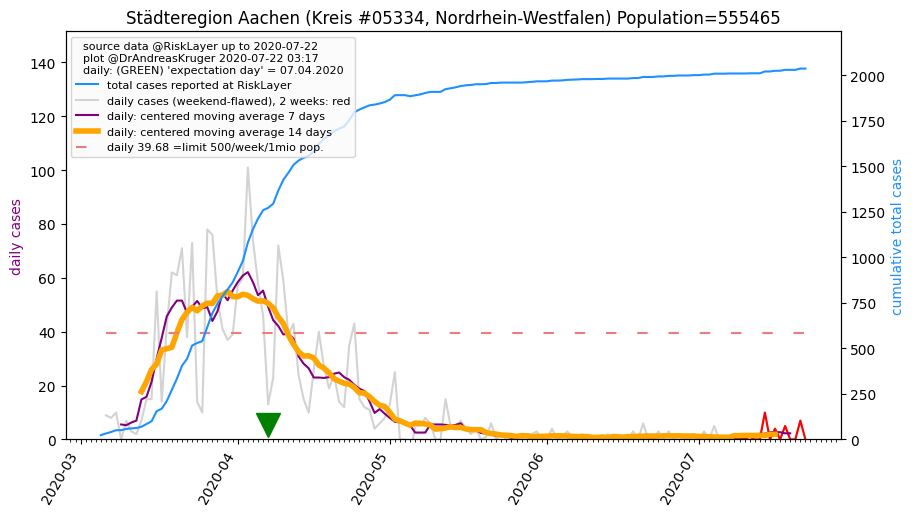 Städteregion Aachen (Kreis #05334, Nordrhein-Westfalen) Population=555465
source data @RiskLayer up to 2020-07-22
plot @DrAndreasKruger 2020-07-22 03:17
daily: (GREEN) 'expectation day' = 07.04.2020
total cases reported at RiskLayer
daily cases (weekend-flawed), 2 weeks: red
daily: centered moving average 7 days
daily: centered moving average 14 days
daily 39.68 =limit 500/week/1mio pop.
daily cases
140
120
100
80
60
40
20
0
cumulative total cases
2000
1750
1500
1250
1000
750
500
250
0
2020-03
2020-04
2020-05
2020-06
2020-07